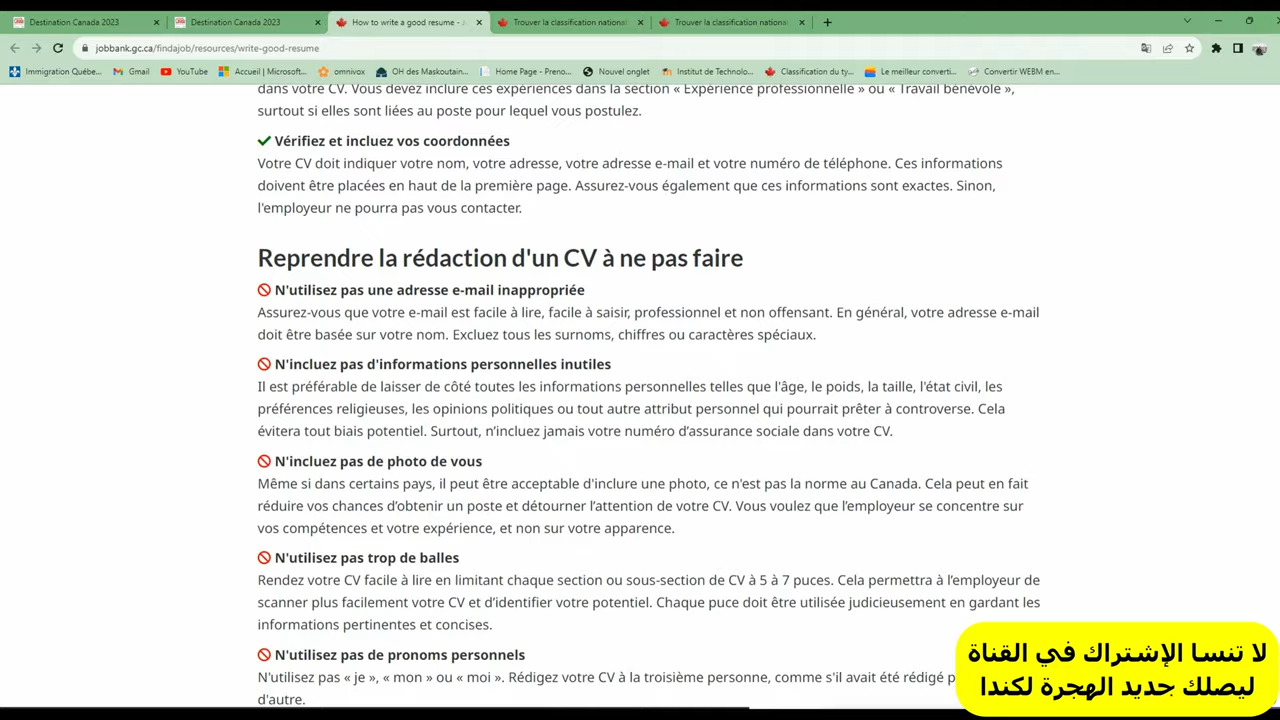 Destination Canada 2023
Destination Canada 2023
How to write a good resume - J
Trouver la classification national
Trouver la classification national
jobbank.gc.ca/findajob/resources/write-good-resume
Immigration Québe...
Gmail
YouTube
Accueil | Microsoft...
omnivox
OH des Maskoutain...
Home Page - Preno...
Nouvel onglet
Institut de Technolo...
Classification du ty...
Le meilleur converti...
Convertir WEBM en...
dans votre CV. Vous devez inclure ces expériences dans la section « Expérience professionnelle » ou « Travail bénévole »,
surtout si elles sont liées au poste pour lequel vous postulez.
Vérifiez et incluez vos coordonnées
Votre CV doit indiquer votre nom, votre adresse, votre adresse e-mail et votre numéro de téléphone. Ces informations
doivent être placées en haut de la première page. Assurez-vous également que ces informations sont exactes. Sinon,
l'employeur ne pourra pas vous contacter.
Reprendre la rédaction d'un CV à ne pas faire
N'utilisez pas une adresse e-mail inappropriée
Assurez-vous que votre e-mail est facile à lire, facile à saisir, professionnel et non offensant. En général, votre adresse e-mail
doit être basée sur votre nom. Excluez tous les surnoms, chiffres ou caractères spéciaux.
N'incluez pas d'informations personnelles inutiles
Il est préférable de laisser de côté toutes les informations personnelles telles que l'âge, le poids, la taille, l'état civil, les
préférences religieuses, les opinions politiques ou tout autre attribut personnel qui pourrait prêter à controverse. Cela
évitera tout biais potentiel. Surtout, n'incluez jamais votre numéro d'assurance sociale dans votre CV.
N'incluez pas de photo de vous
Même si dans certains pays, il peut être acceptable d'inclure une photo, ce n'est pas la norme au Canada. Cela peut en fait
réduire vos chances d'obtenir un poste et détourner l'attention de votre CV. Vous voulez que l'employeur se concentre sur
vos compétences et votre expérience, et non sur votre apparence.
N'utilisez pas trop de balles
Rendez votre CV facile à lire en limitant chaque section ou sous-section de CV à 5 à 7 puces. Cela permettra à l'employeur de
scanner plus facilement votre CV et d'identifier votre potentiel. Chaque puce doit être utilisée judicieusement en gardant les
informations pertinentes et concises.
N'utilisez pas de pronoms personnels
N'utilisez pas « je », « mon » ou « moi ». Rédigez votre CV à la troisième personne, comme s'il avait été rédigé p
d'autre.
لا تنسا الإشتراك في القناة
ليصلك جديد الهجرة لكندا